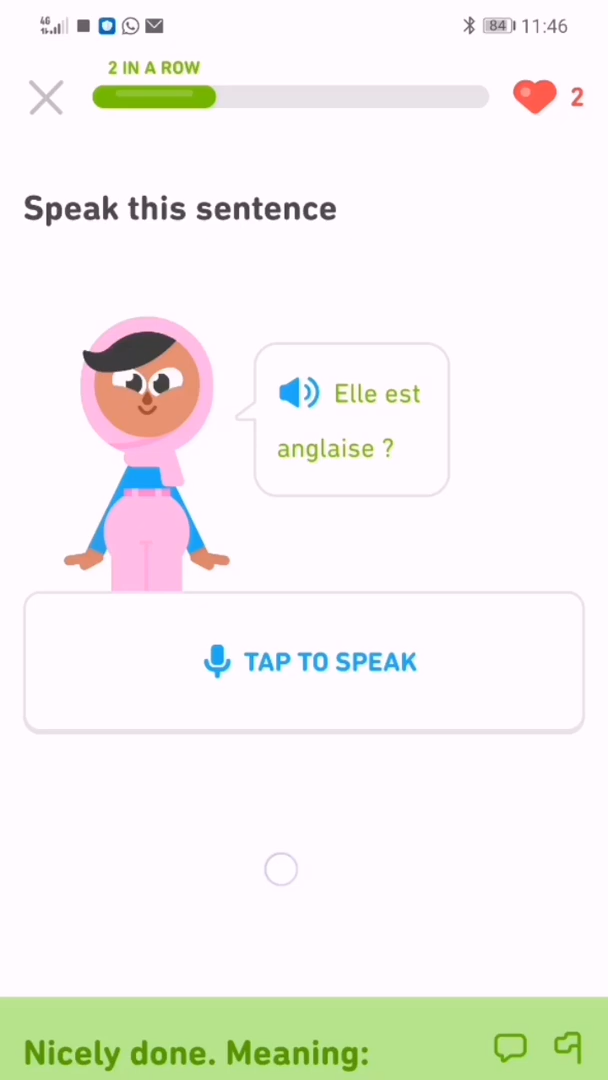 4G 84 11:46
2 IN A ROW
2
Speak this sentence
Elle est
anglaise ?
TAP TO SPEAK
Nicely done. Meaning: